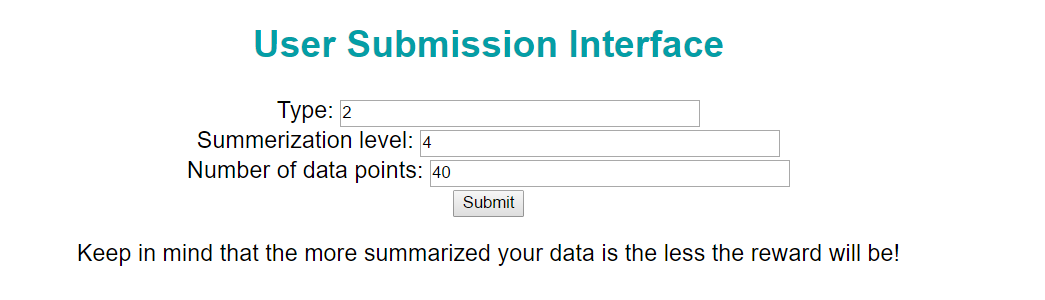 User Submission Interface
Type: 2
Summerization level: 4
Number of data points: 40
Submit
Keep in mind that the more summarized your data is the less the reward will be!